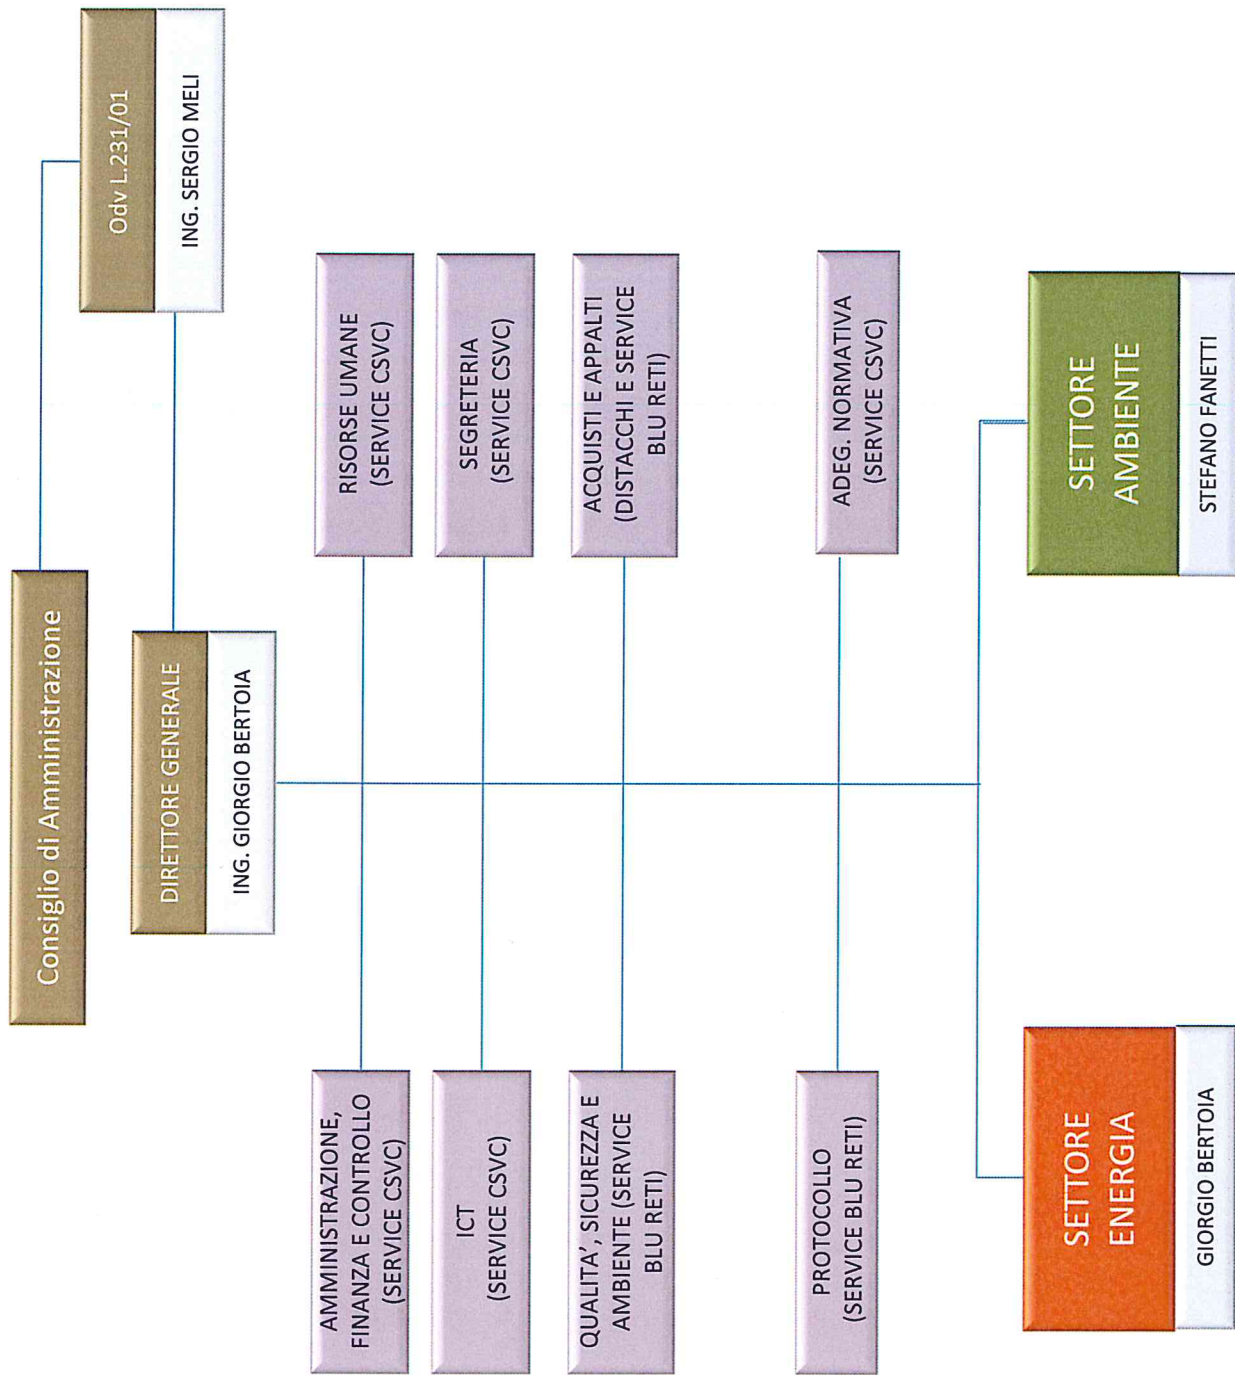 Consiglio di Amministrazione
Odv L.231/01
ING. SERGIO MELI
DIRETTORE GENERALE
ING. GIORGIO BERTOIA
AMMINISTRAZIONE,
FINANZA E CONTROLLO
(SERVICE CSVC)
RISORSE UMANE
(SERVICE CSVC)
ICT
(SERVICE CSVC)
SEGRETERIA
(SERVICE CSVC)
QUALITA', SICUREZZA E
AMBIENTE (SERVICE
BLU RETI)
ACQUISTI E APPALTI
(DISTACCHI E SERVICE
BLU RETI)
PROTOCOLLO
(SERVICE BLU RETI)
ADEG. NORMATIVA
(SERVICE CSVC)
SETTORE
ENERGIA
GIORGIO BERTOIA
SETTORE
AMBIENTE
STEFANO FANETTI